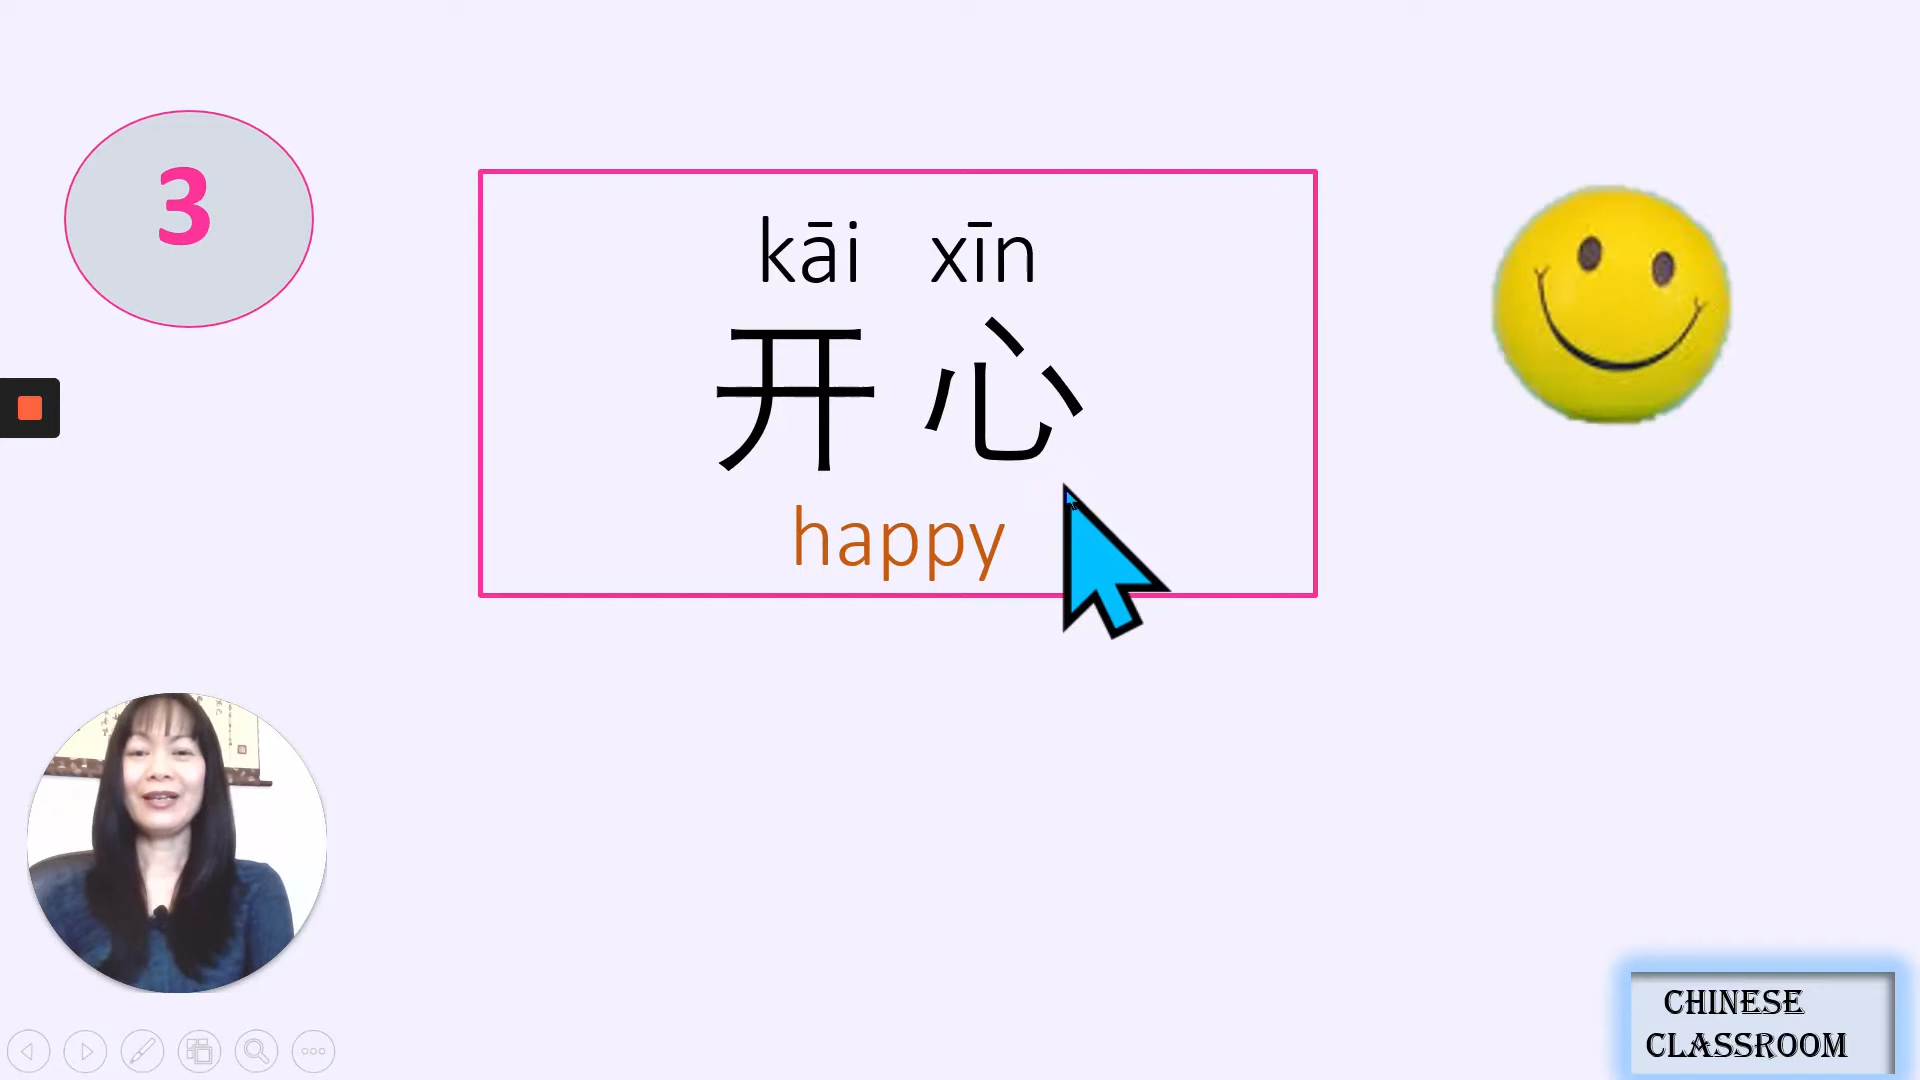 3
kāi xīn
开心
happy
CHINESE
CLASSROOM